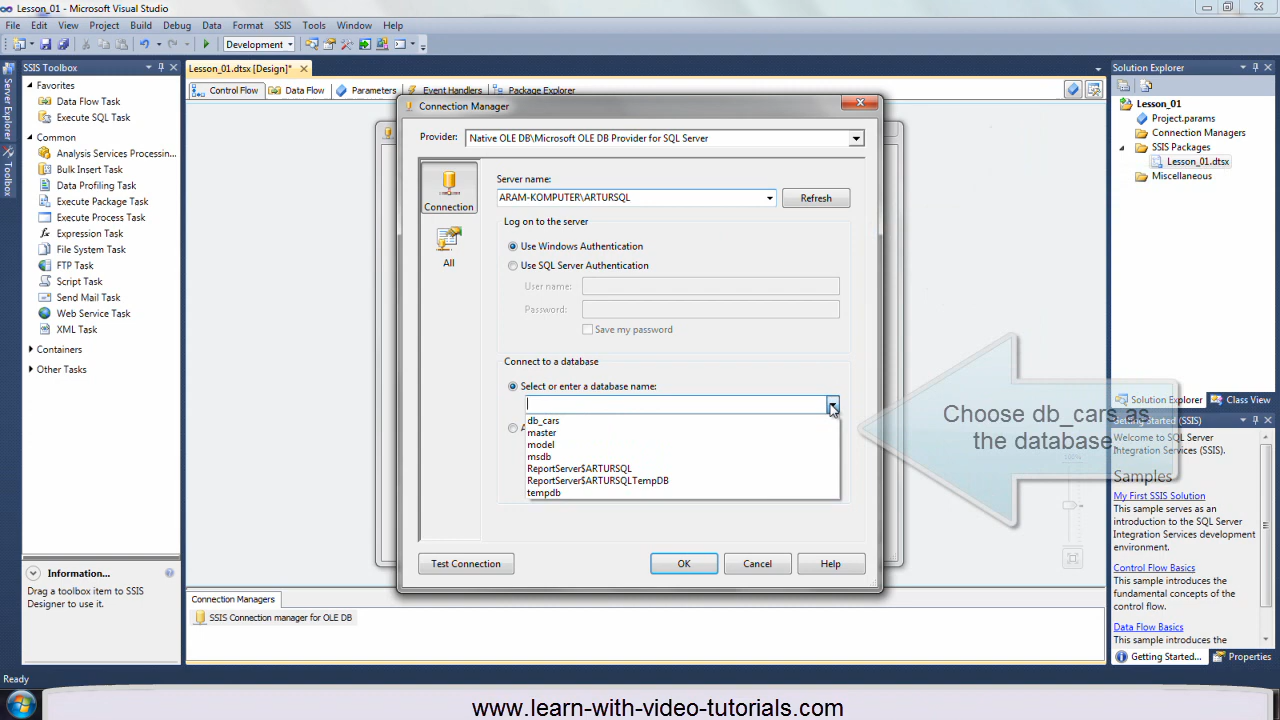 Lesson_01 - Microsoft Visual Studio
File Edit View Project Build Debug Data Format SSIS Tools Window Help
Development
SSIS Toolbox
Favorites
Data Flow Task
Execute SQL Task
Common
Analysis Services Processin...
Bulk Insert Task
Data Profiling Task
Execute Package Task
Execute Process Task
Expression Task
File System Task
FTP Task
Script Task
Send Mail Task
Web Service Task
XML Task
Containers
Other Tasks
Information...
Drag a toolbox item to SSIS
Designer to use it.
Server Explorer
Toolbox
Lesson_01.dtsx [Design]*
Control Flow Data Flow Parameters Event Handlers Package Explorer
Connection Manager
Provider: Native OLE DB\Microsoft OLE DB Provider for SQL Server
Connection
All
Server name:
ARAM-KOMPUTER\ARTURSQL
Refresh
Log on to the server
Use Windows Authentication
Use SQL Server Authentication
User name:
Password:
Save my password
Connect to a database
Select or enter a database name:
db_cars
master
model
msdb
ReportServer$ARTURSQL
ReportServer$ARTURSQLTempDB
tempdb
Test Connection OK Cancel Help
Choose db_cars as
the database
100%
Connection Managers
SSIS Connection manager for OLE DB
Solution Explorer
Lesson_01
Project.params
Connection Managers
SSIS Packages
Lesson_01.dtsx
Miscellaneous
Solution Explorer Class View
Getting Started (SSIS)
Welcome to SQL Server
Integration Services (SSIS).
Samples
My First SSIS Solution
This sample serves as an
introduction to the SQL Server
Integration Services development
environment.
Control Flow Basics
This sample introduces the
fundamental concepts of the
control flow.
Data Flow Basics
This sample introduces the
Getting Started... Properties
Ready
www.learn-with-video-tutorials.com